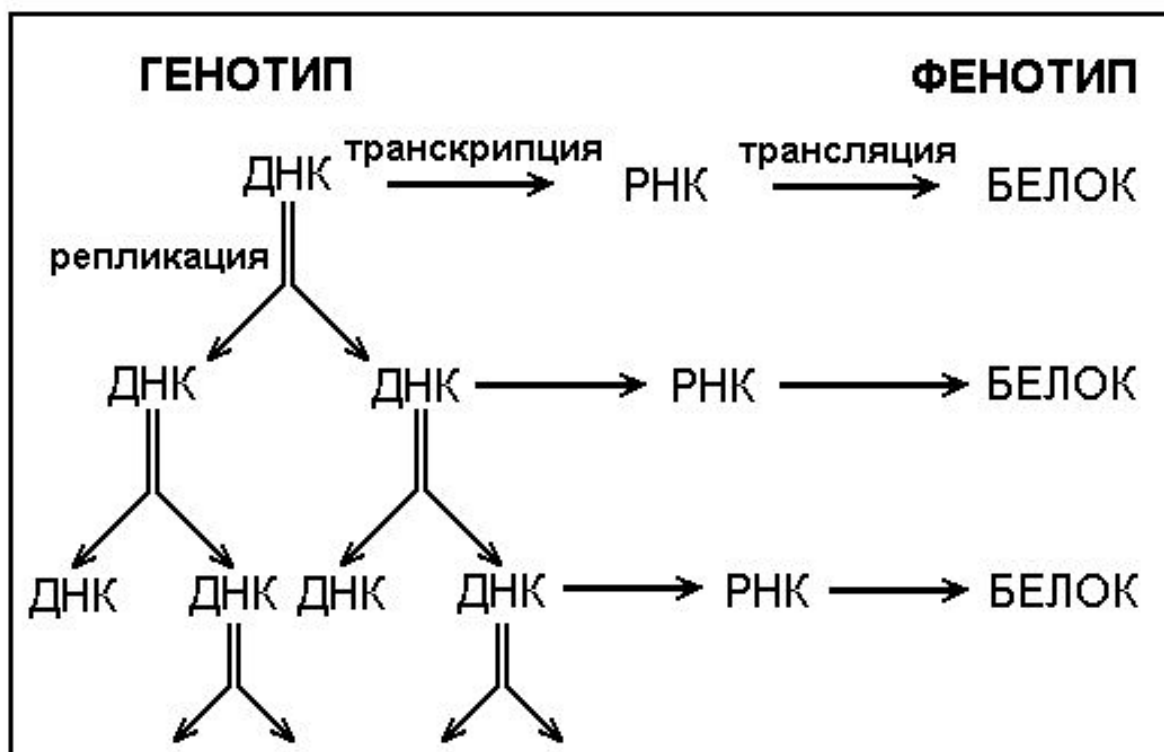 ГЕНОТИП ФЕНОТИП
транскрипция трансляция
ДНК РНК БЕЛОК
репликация
ДНК ДНК РНК БЕЛОК
ДНК ДНК ДНК ДНК РНК БЕЛОК